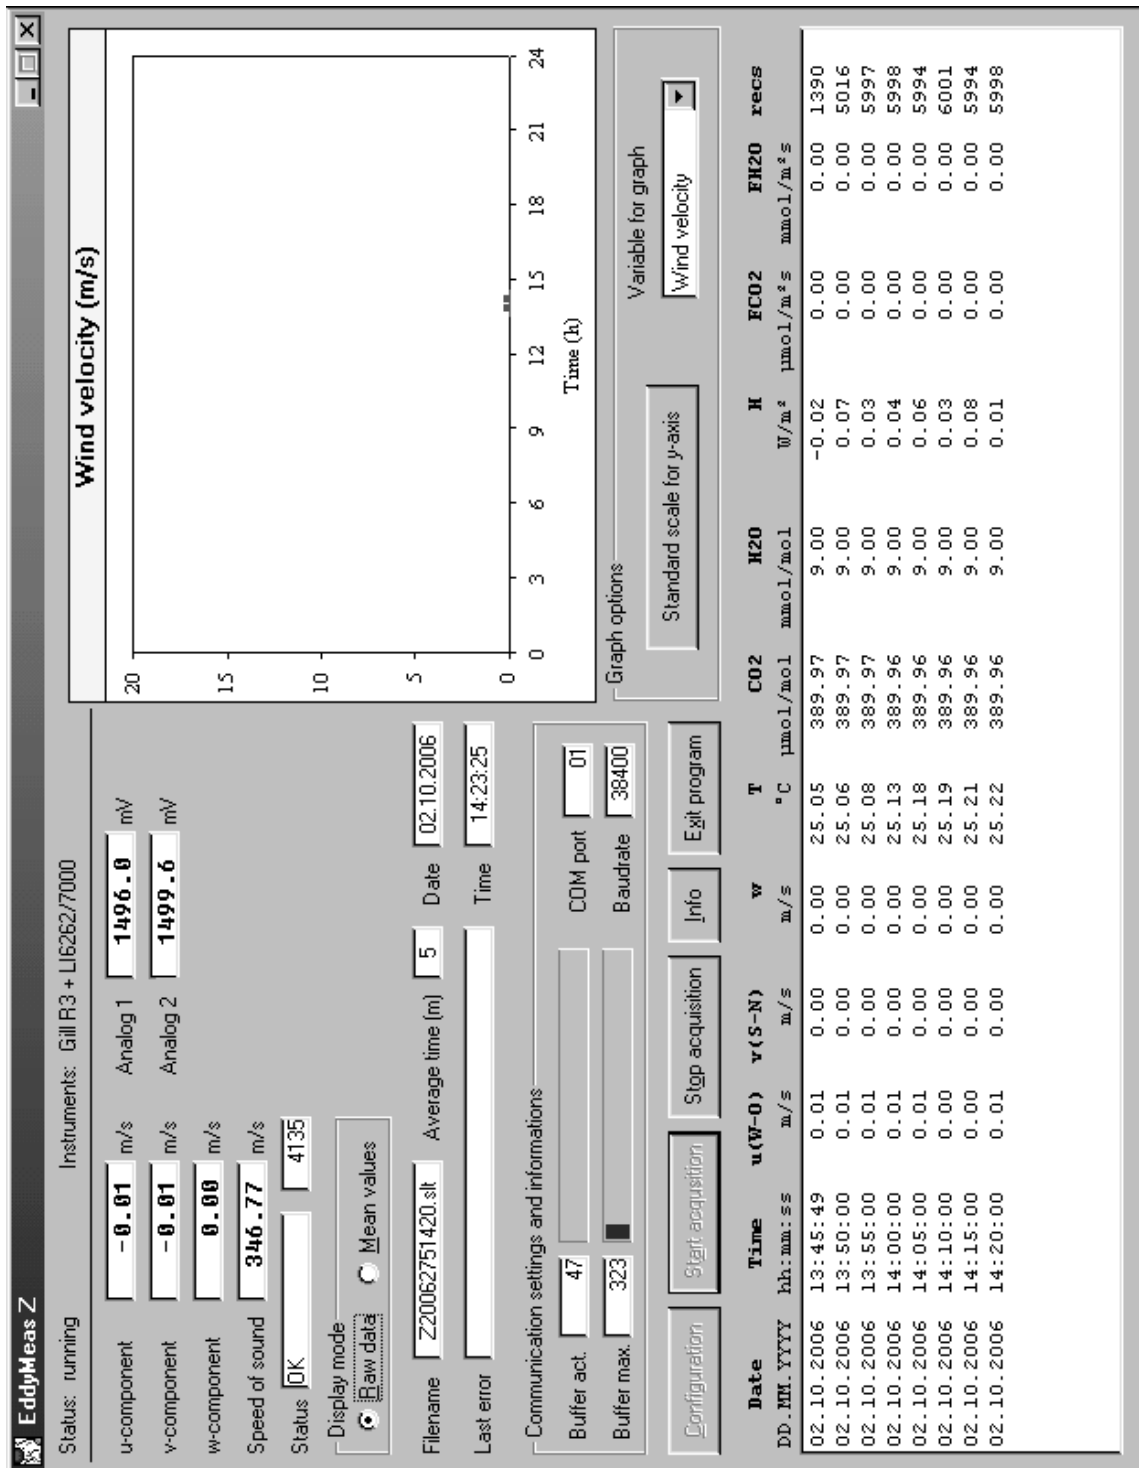 EddyMeas Z
Status: running Instruments: Gill R3 + LI6262/7000
u-component -0.01 m/s Analog 1 1496.0 mV
v-component -0.01 m/s Analog 2 1499.6 mV
w-component 0.00 m/s
Speed of sound 346.77 m/s
Status OK 4135
Display mode
Raw data Mean values
Filename Z20062751420.slt Average time (m) 5 Date 02.10.2006
Last error Time 14:23:25
Communication settings and informations
Buffer act. 47 COM port 01
Buffer max. 323 Baudrate 38400
Wind velocity (m/s)
20
15
10
5
0
0 3 6 9 12 15 18 21 24
Time (h)
Graph options
Variable for graph
Standard scale for y-axis Wind velocity
Configuration Start acquisition Stop acquisition Info Exit program
Date Time u(W-O) v(S-N) w T CO2 H2O H FCO2 FH2O recs
DD.MM.YYYY hh:mm:ss m/s m/s m/s °C µmol/mol mmol/mol W/m² µmol/m²s mmol/m²s
02.10.2006 13:45:49 0.01 0.00 0.00 25.05 389.97 9.00 -0.02 0.00 0.00 1390
02.10.2006 13:50:00 0.01 0.00 0.00 25.06 389.97 9.00 0.07 0.00 0.00 5016
02.10.2006 13:55:00 0.01 0.00 0.00 25.08 389.97 9.00 0.03 0.00 0.00 5997
02.10.2006 14:00:00 0.01 0.00 0.00 25.13 389.96 9.00 0.04 0.00 0.00 5998
02.10.2006 14:05:00 0.01 0.00 0.00 25.18 389.96 9.00 0.06 0.00 0.00 5994
02.10.2006 14:10:00 0.00 0.00 0.00 25.19 389.96 9.00 0.03 0.00 0.00 6001
02.10.2006 14:15:00 0.00 0.00 0.00 25.21 389.96 9.00 0.08 0.00 0.00 5994
02.10.2006 14:20:00 0.01 0.00 0.00 25.22 389.96 9.00 0.01 0.00 0.00 5998